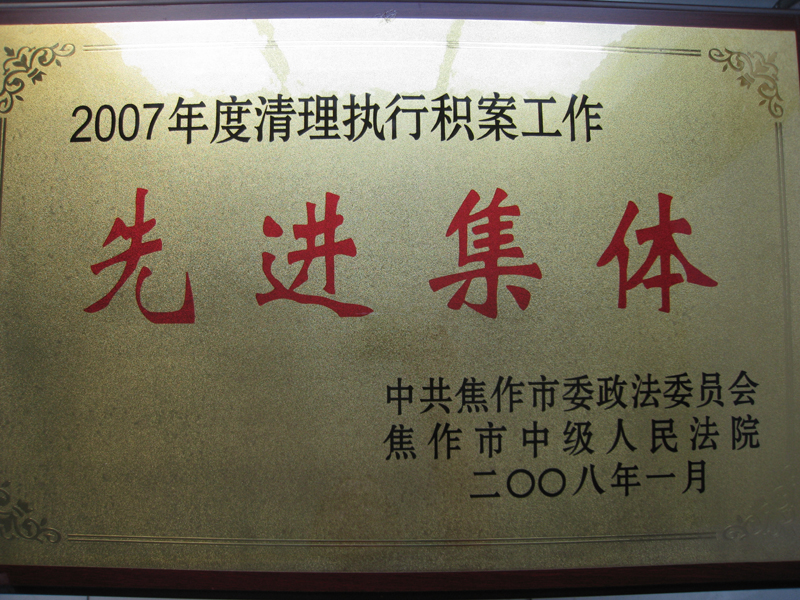 2007年度清理执行积案工作
先进集体
中共焦作市委政法委员会
焦作市中级人民法院
二〇〇八年一月